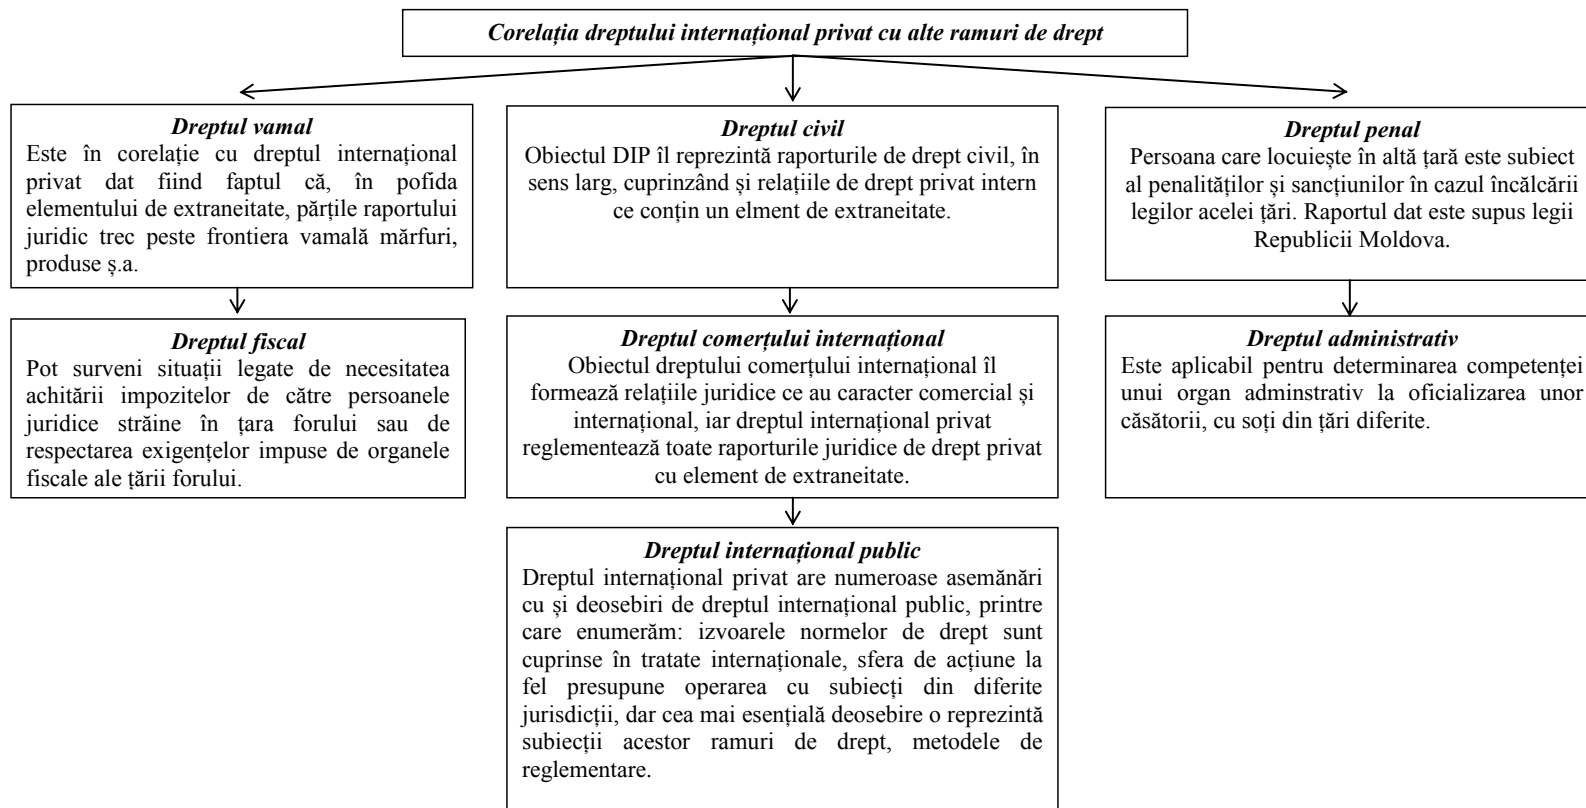 Corelația dreptului internațional privat cu alte ramuri de drept
Dreptul vamal
Este în corelație cu dreptul internațional
privat dat fiind faptul că, în pofida
elementului de extraneitate, părțile raportului
juridic trec peste frontiera vamală mărfuri,
produse ș.a.
Dreptul civil
Obiectul DIP îl reprezintă raporturile de drept civil, în
sens larg, cuprinzând și relațiile de drept privat intern
ce conțin un elment de extraneitate.
Dreptul penal
Persoana care locuiește în altă țară este subiect
al penalităților și sancțiunilor în cazul încălcării
legilor acelei țări. Raportul dat este supus legii
Republicii Moldova.
Dreptul fiscal
Pot surveni situații legate de necesitatea
achitării impozitelor de către persoanele
juridice străine în țara forului sau de
respectarea exigențelor impuse de organele
fiscale ale țării forului.
Dreptul comerțului internațional
Obiectul dreptului comerțului internațional îl
formează relațiile juridice ce au caracter comercial și
internațional, iar dreptul internațional privat
reglementează toate raporturile juridice de drept privat
cu element de extraneitate.
Dreptul administrativ
Este aplicabil pentru determinarea competenței
unui organ adminstrativ la oficializarea unor
căsătorii, cu soți din țări diferite.
Dreptul internațional public
Dreptul internațional privat are numeroase asemănări
cu și deosebiri de dreptul internațional public, printre
care enumerăm: izvoarele normelor de drept sunt
cuprinse în tratate internaționale, sfera de acțiune la
fel presupune operarea cu subiecți din diferite
jurisdicții, dar cea mai esențială deosebire o reprezintă
subiecții acestor ramuri de drept, metodele de
reglementare.